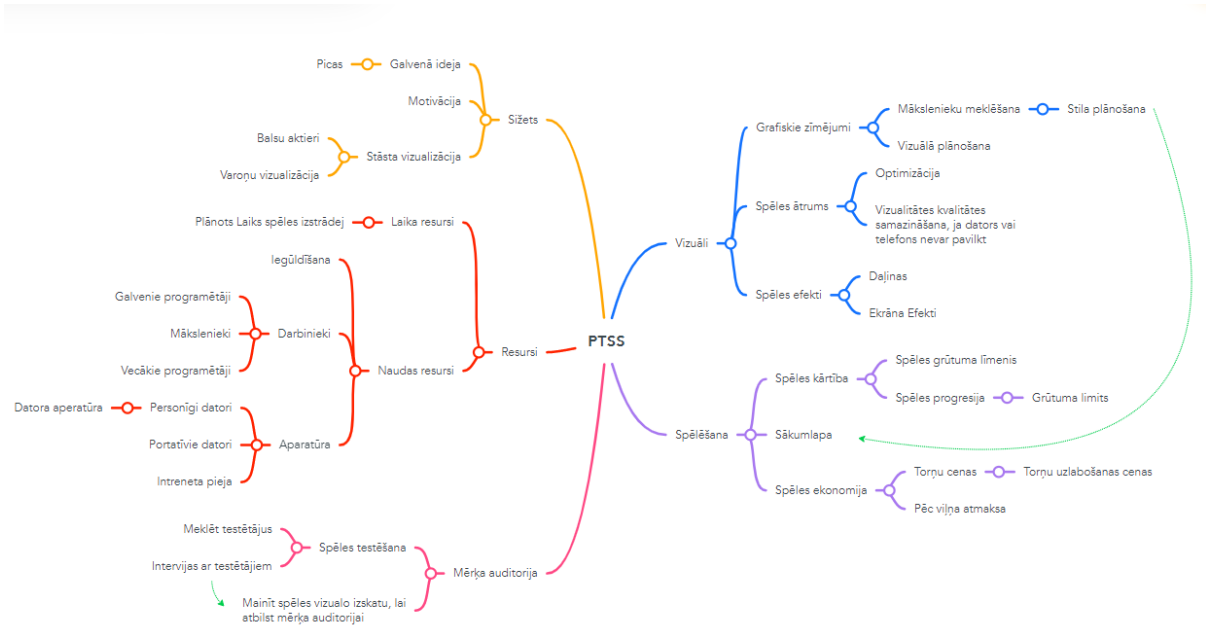 Picas
Galvenā ideja
Motivācija
Sižets
Balsu aktieri
Stāsta vizualizācija
Varoņu vizualizācija
Plānots Laiks spēles izstrādej
Laika resursi
Iegūldīšana
Galvenie programētāji
Mākslenieki
Darbinieki
Vecākie programētāji
Naudas resursi
Resursi
Datora aperatūra
Personīgi datori
Portatīvie datori
Aparatūra
Intreneta pieja
Meklēt testētājus
Spēles testēšana
Intervijas ar testētājiem
Mērķa auditorija
Mainīt spēles vizualo izskatu, lai
atbilst mērķa auditorijai
PTSS
Vizuāli
Grafiskie zīmējumi
Mākslenieku meklēšana
Stila plānošana
Vizuālā plānošana
Spēles ātrums
Optimizācija
Vizualitātes kvalitātes
samazināšana, ja dators vai
telefons nevar pavilkt
Spēles efekti
Daļinas
Ekrāna Efekti
Spēlēšana
Spēles kārtība
Spēles grūtuma līmenis
Spēles progresija
Grūtuma limits
Sākumlapa
Spēles ekonomija
Torņu cenas
Torņu uzlabošanas cenas
Pēc viļņa atmaksa